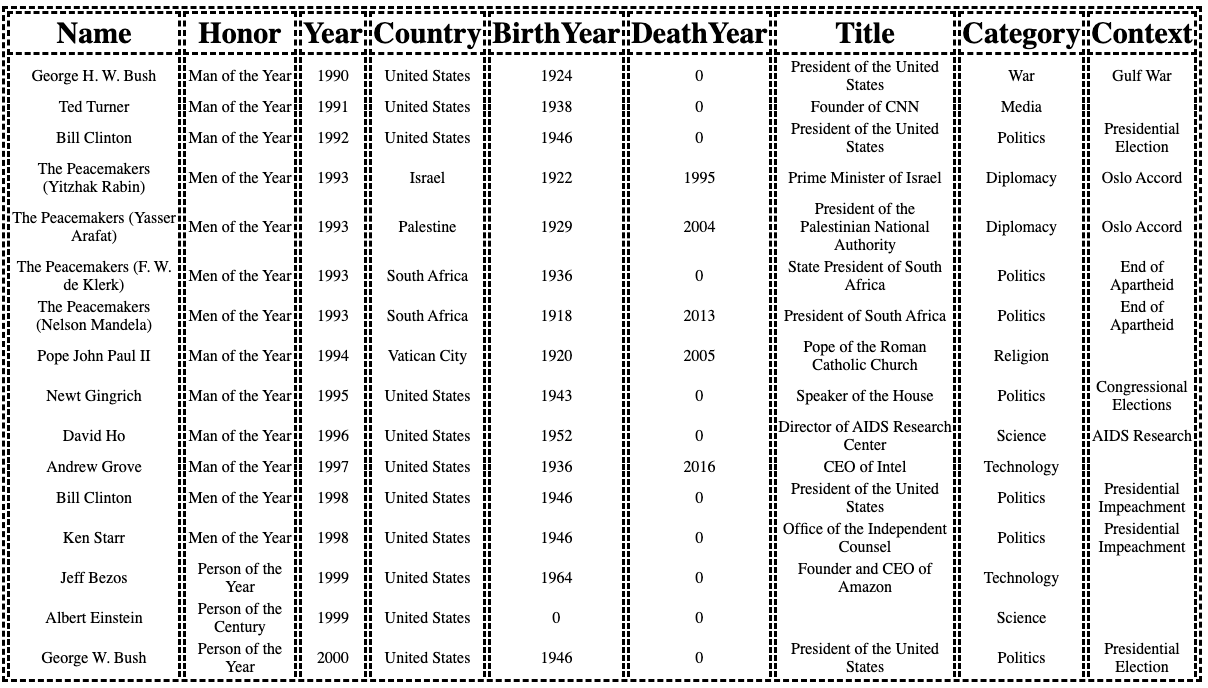 Name Honor Year Country BirthYear DeathYear Title Category Context
George H. W. Bush Man of the Year 1990 United States 1924 0 President of the United States War Gulf War
Ted Turner Man of the Year 1991 United States 1938 0 Founder of CNN Media
Bill Clinton Man of the Year 1992 United States 1946 0 President of the United States Politics Presidential Election
The Peacemakers (Yitzhak Rabin) Men of the Year 1993 Israel 1922 1995 Prime Minister of Israel Diplomacy Oslo Accord
The Peacemakers (Yasser Arafat) Men of the Year 1993 Palestine 1929 2004 President of the Palestinian National Authority Diplomacy Oslo Accord
The Peacemakers (F. W. de Klerk) Men of the Year 1993 South Africa 1936 0 State President of South Africa Politics End of Apartheid
The Peacemakers (Nelson Mandela) Men of the Year 1993 South Africa 1918 2013 President of South Africa Politics End of Apartheid
Pope John Paul II Man of the Year 1994 Vatican City 1920 2005 Pope of the Roman Catholic Church Religion
Newt Gingrich Man of the Year 1995 United States 1943 0 Speaker of the House Politics Congressional Elections
David Ho Man of the Year 1996 United States 1952 0 Director of AIDS Research Center Science AIDS Research
Andrew Grove Man of the Year 1997 United States 1936 2016 CEO of Intel Technology
Bill Clinton Men of the Year 1998 United States 1946 0 President of the United States Politics Presidential Impeachment
Ken Starr Men of the Year 1998 United States 1946 0 Office of the Independent Counsel Politics Presidential Impeachment
Jeff Bezos Person of the Year 1999 United States 1964 0 Founder and CEO of Amazon Technology
Albert Einstein Person of the Century 1999 United States 0 0 Science
George W. Bush Person of the Year 2000 United States 1946 0 President of the United States Politics Presidential Election